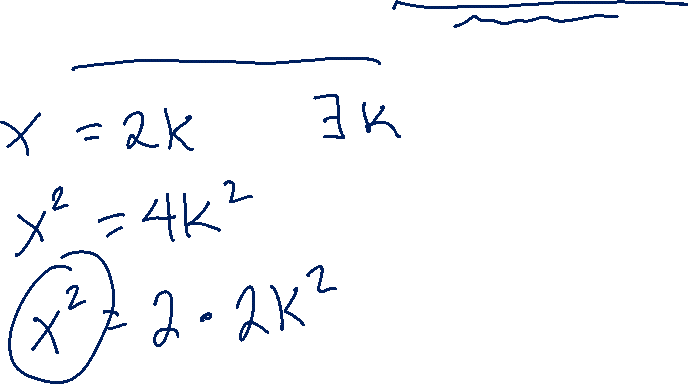 x = 2k ∃k
x² = 4k²
x² = 2 · 2k²